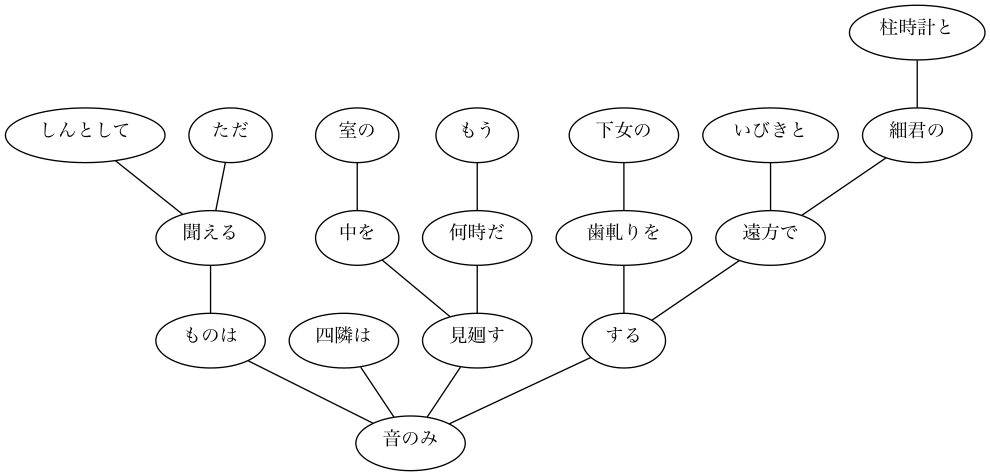 柱時計と
しんとして
ただ
室の
もう
下女の
いびきと
細君の
聞える
中を
何時だ
歯軋りを
遠方で
ものは
四隣は
見廻す
する
音のみ